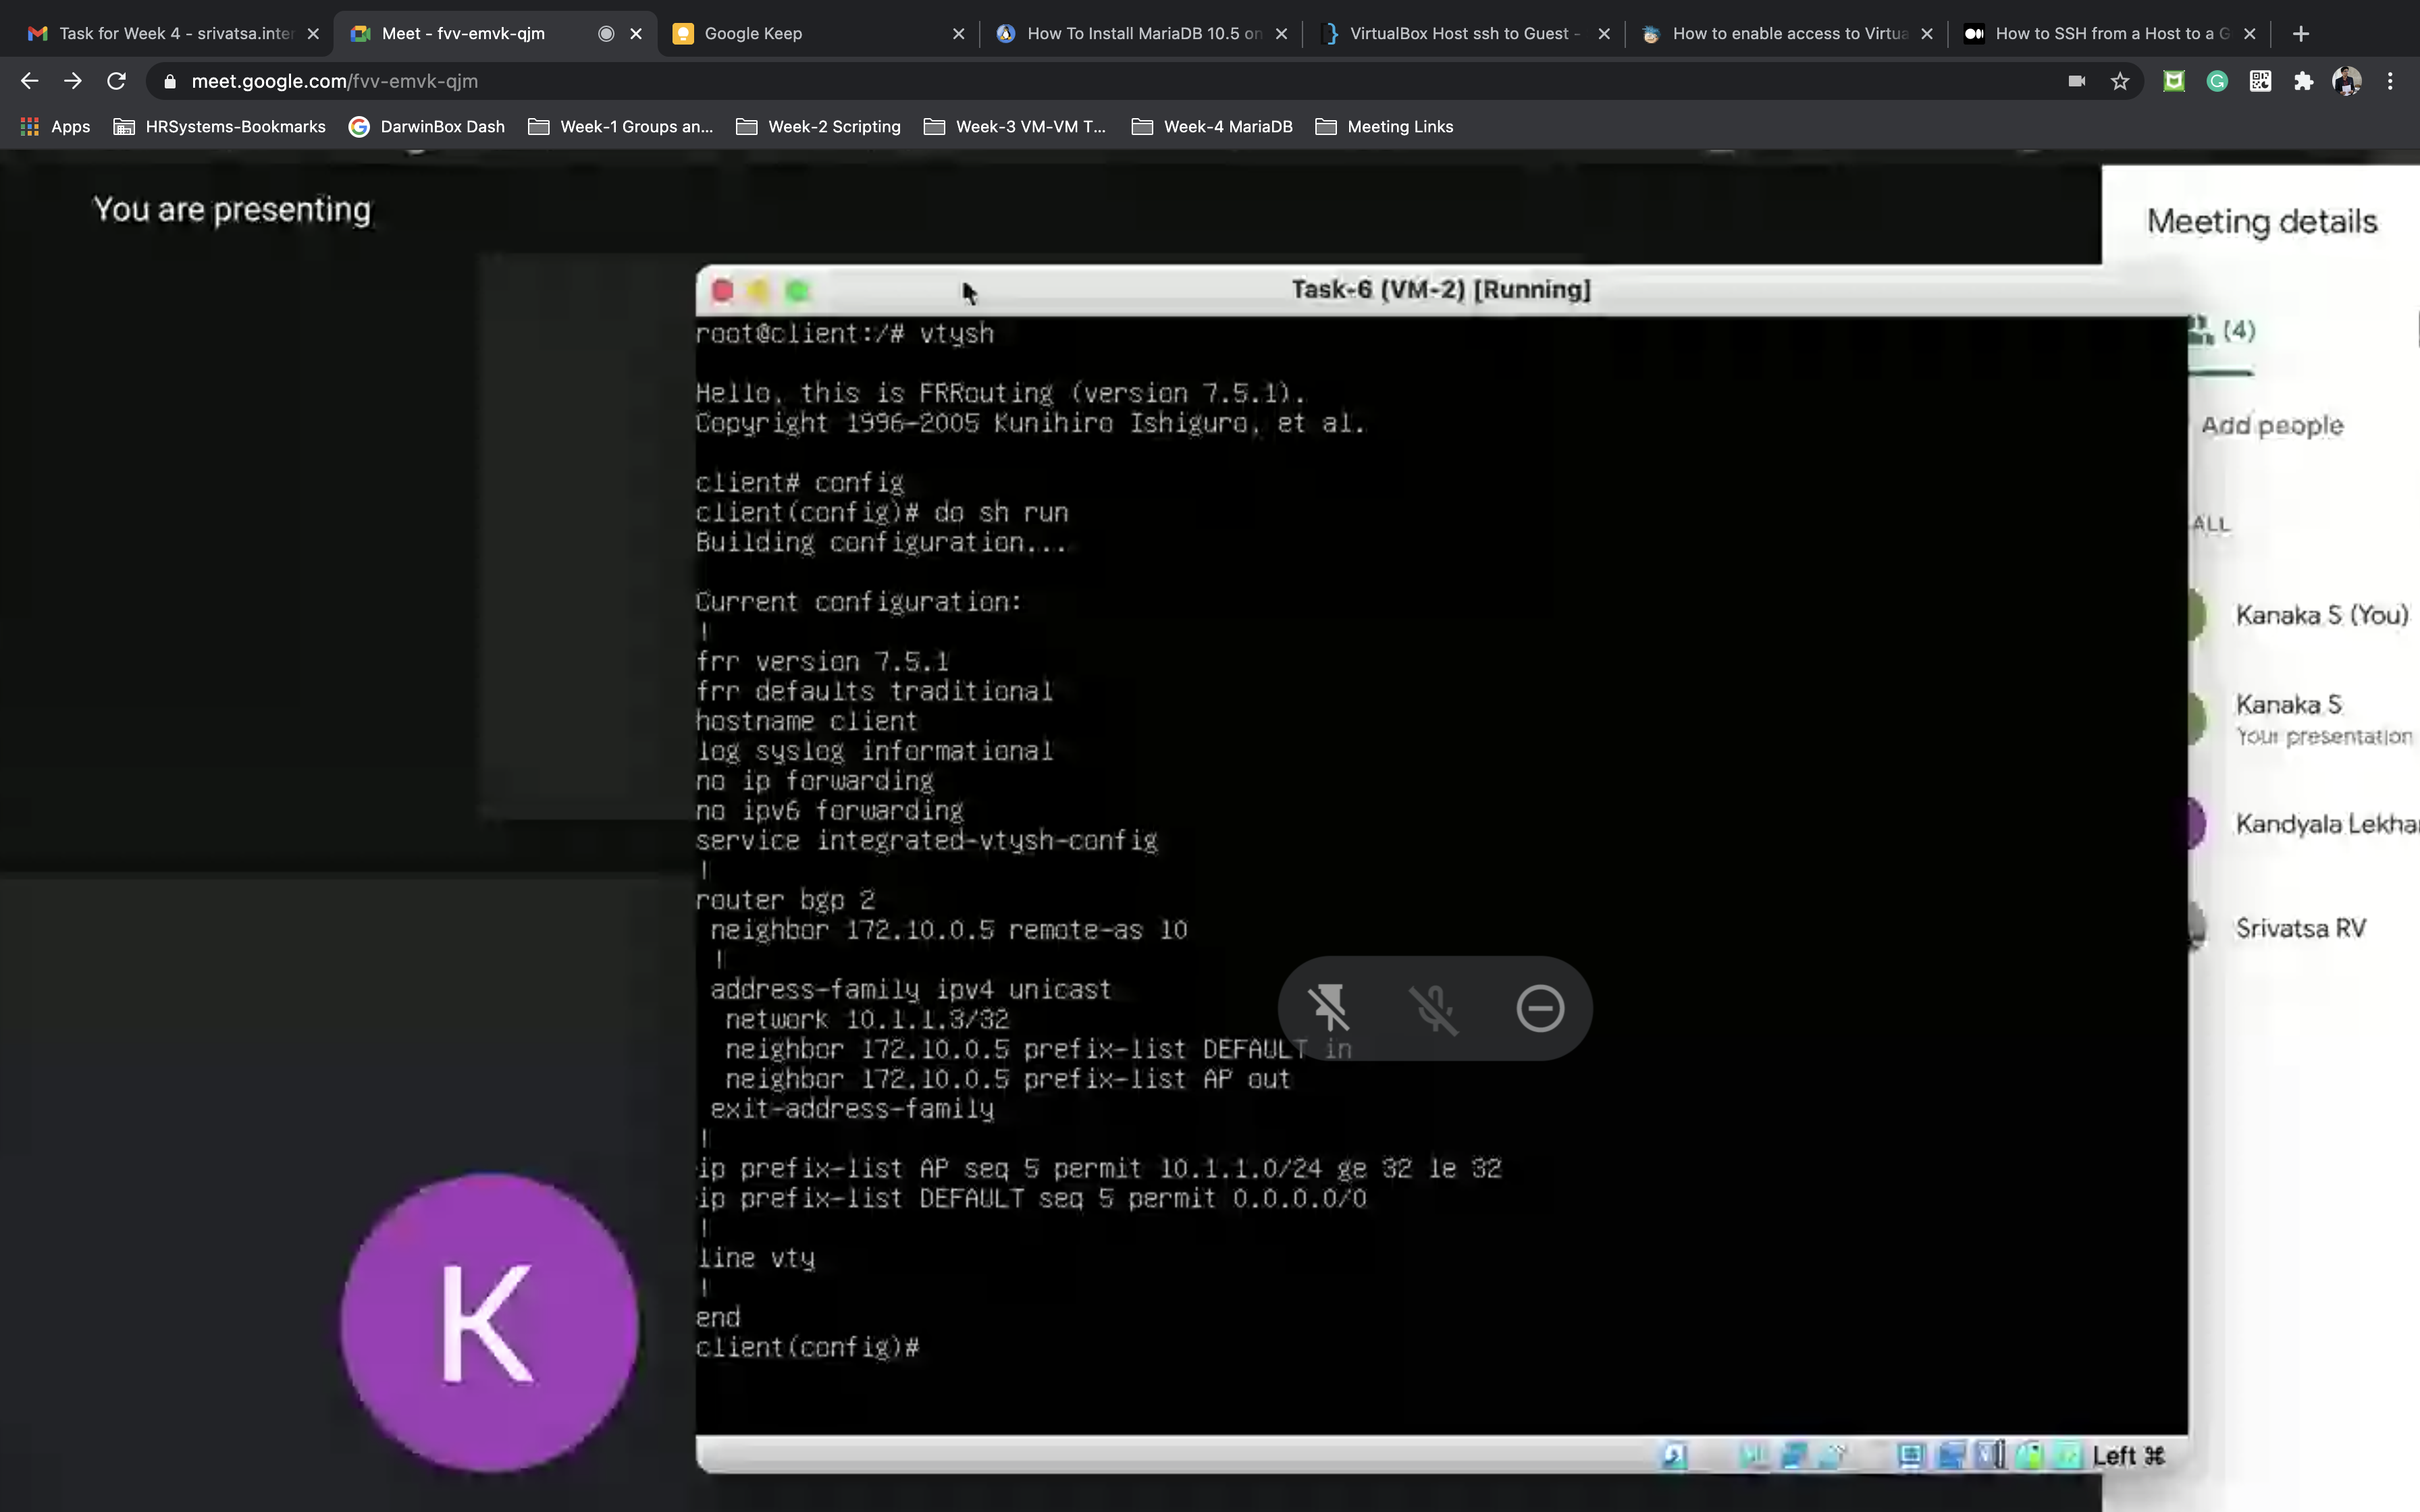 Task for Week 4 - srivatsa.inter
Meet - fvv-emvk-qjm
Google Keep
How To Install MariaDB 10.5 on
VirtualBox Host ssh to Guest -
How to enable access to Virtua
How to SSH from a Host to a G
meet.google.com/fvv-emvk-qjm
Apps
HRSystems-Bookmarks
DarwinBox Dash
Week-1 Groups an...
Week-2 Scripting
Week-3 VM-VM T...
Week-4 MariaDB
Meeting Links
You are presenting
Task-6 (VM-2) [Running]
root@client:/# vtysh
Hello, this is FRRouting (version 7.5.1).
Copyright 1996-2005 Kunihiro Ishiguro, et al.
client# config
client(config)# do sh run
Building configuration...
Current configuration:
!
frr version 7.5.1
frr defaults traditional
hostname client
log syslog informational
no ip forwarding
no ipv6 forwarding
service integrated-vtysh-config
!
router bgp 2
neighbor 172.10.0.5 remote-as 10
!
address-family ipv4 unicast
network 10.1.1.3/32
neighbor 172.10.0.5 prefix-list DEFAULT in
neighbor 172.10.0.5 prefix-list AP out
exit-address-family
!
ip prefix-list AP seq 5 permit 10.1.1.0/24 ge 32 le 32
ip prefix-list DEFAULT seq 5 permit 0.0.0.0/0
!
line vty
!
end
client(config)#
Left ⌘
K
Meeting details
(4)
Add people
ALL
Kanaka S (You)
Kanaka S
Your presentation
Kandyala Lekha
Srivatsa RV